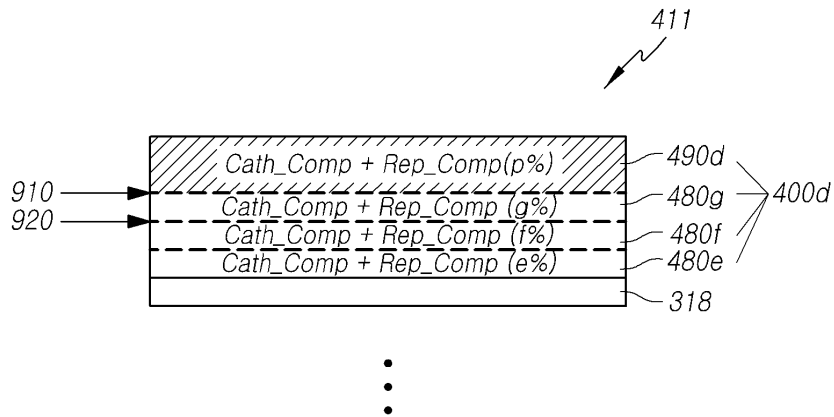 411
Cath_Comp + Rep_Comp(p%)
490d
910
Cath_Comp + Rep_Comp (g%)
480g
400d
920
Cath_Comp + Rep_Comp (f%)
480f
Cath_Comp + Rep_Comp (e%)
480e
318